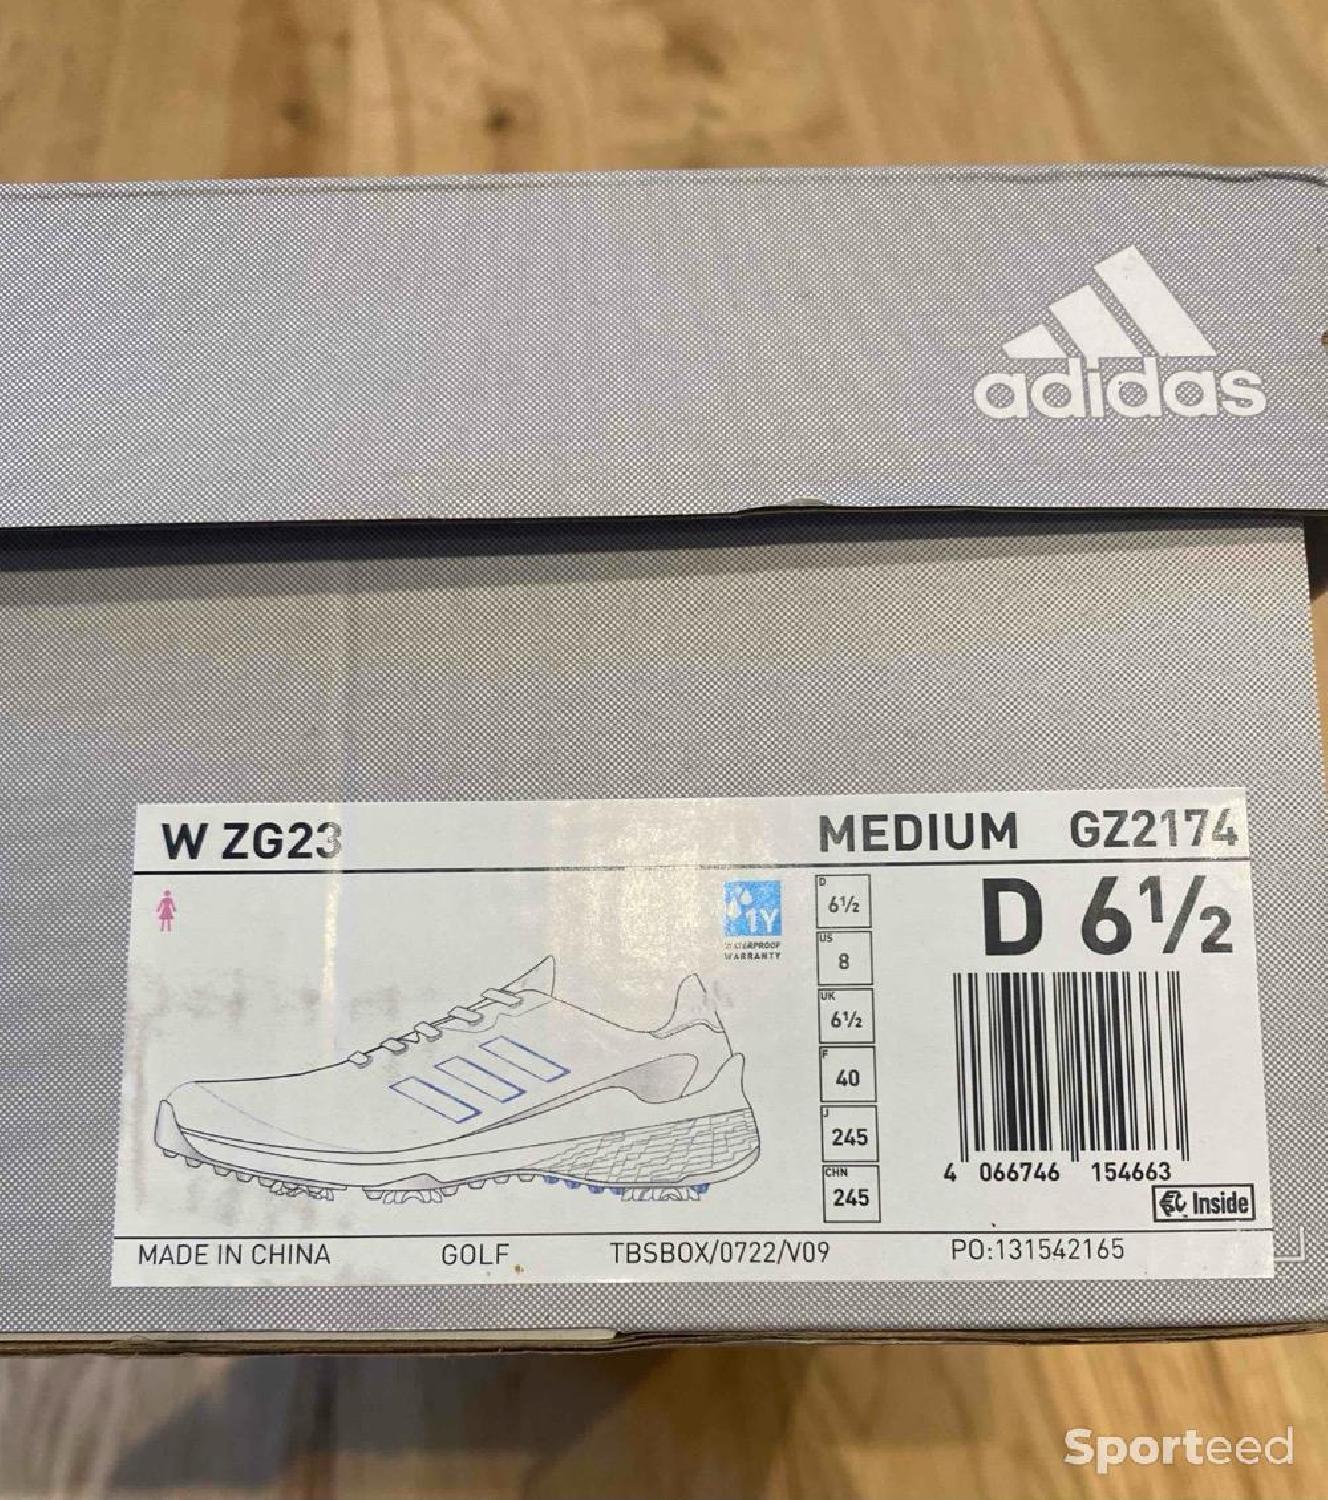 adidas
W ZG23 MEDIUM GZ2174
1Y
WATERPROOF
WARRANTY
D
6½
US
8
UK
6½
F
40
J
245
CHN
245
D 6½
4 066746 154663
Inside
MADE IN CHINA GOLF TBSBOX/0722/V09 PO:131542165
Sporteed